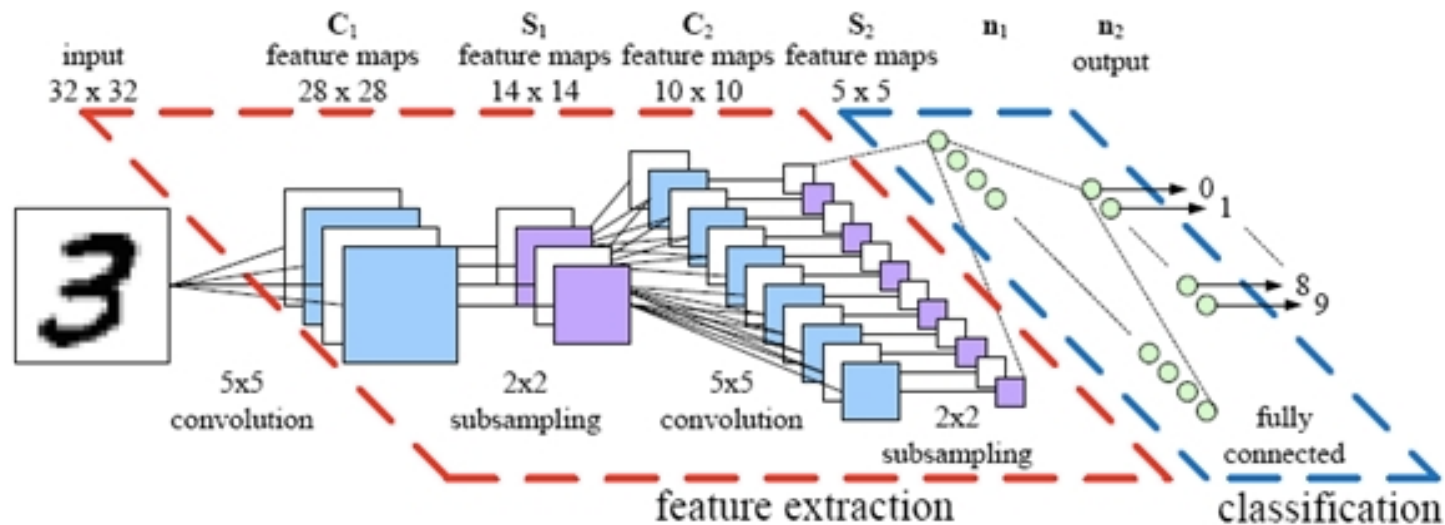 input
32 x 32
C₁
feature maps
28 x 28
S₁
feature maps
14 x 14
C₂
feature maps
10 x 10
S₂
feature maps
5 x 5
n₁
n₂
output
3
0
1
8
9
5x5
convolution
2x2
subsampling
5x5
convolution
2x2
subsampling
fully
connected
feature extraction
classification